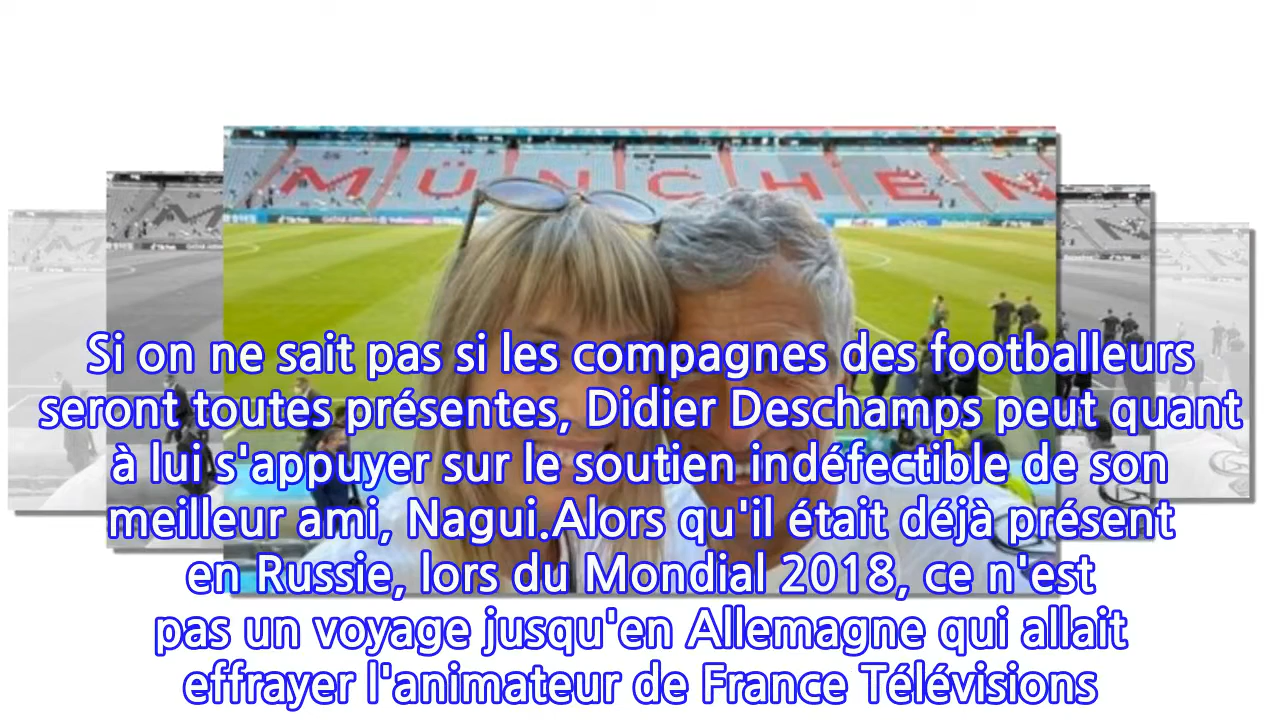 MÜNCHEN
Si on ne sait pas si les compagnes des footballeurs
seront toutes présentes, Didier Deschamps peut quant
à lui s'appuyer sur le soutien indéfectible de son
meilleur ami, Nagui.Alors qu'il était déjà présent
en Russie, lors du Mondial 2018, ce n'est
pas un voyage jusqu'en Allemagne qui allait
effrayer l'animateur de France Télévisions